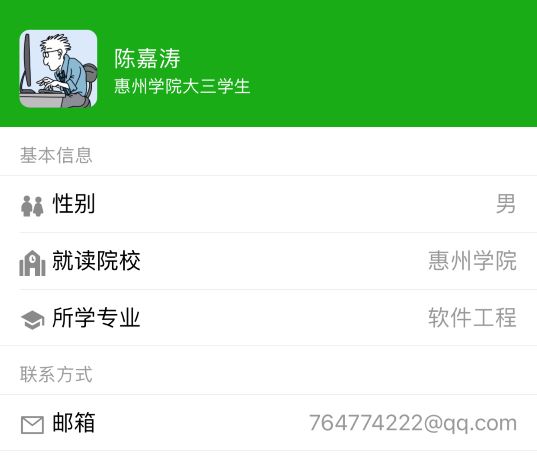 陈嘉涛
惠州学院大三学生
基本信息
性别 男
就读院校 惠州学院
所学专业 软件工程
联系方式
邮箱 764774222@qq.com